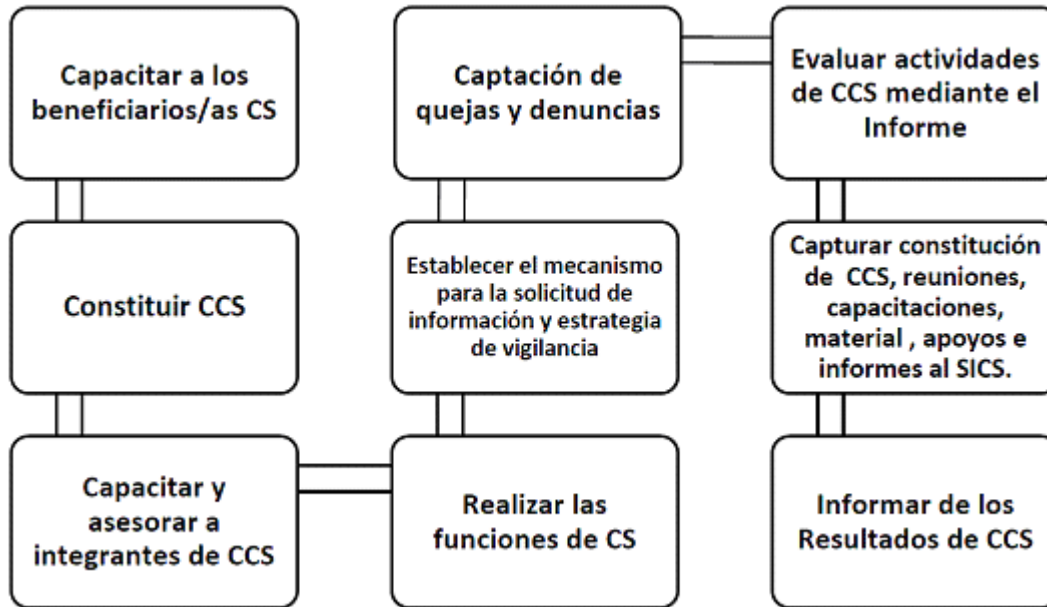 Capacitar a los
beneficiarios/as CS
Constituir CCS
Capacitar y
asesorar a
integrantes de CCS
Realizar las
funciones de CS
Establecer el mecanismo
para la solicitud de
información y estrategia
de vigilancia
Captación de
quejas y denuncias
Evaluar actividades
de CCS mediante el
Informe
Capturar constitución
de CCS, reuniones,
capacitaciones,
material , apoyos e
informes al SICS.
Informar de los
Resultados de CCS